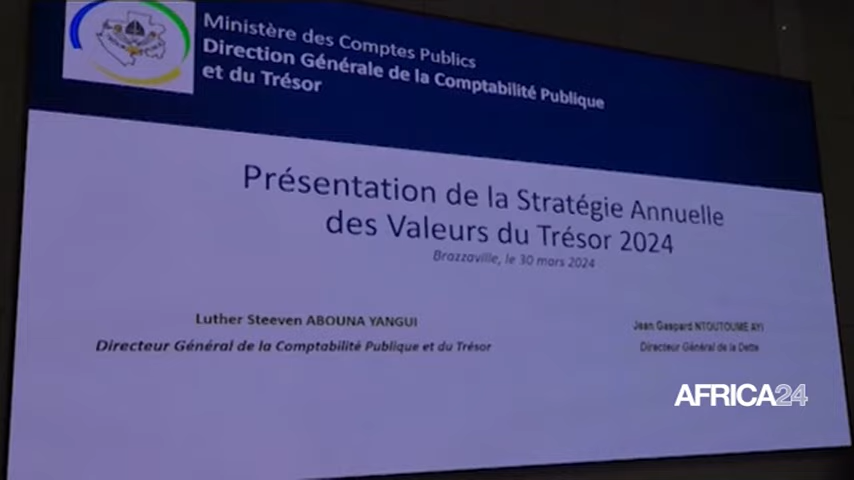 Ministère des Comptes Publics
Direction Générale de la Comptabilité Publique
et du Trésor
Présentation de la Stratégie Annuelle
des Valeurs du Trésor 2024
Brazzaville, le 30 mars 2024
Luther Steeven ABOUNA YANGUI
Directeur Général de la Comptabilité Publique et du Trésor
Jean Gaspard NTOUTOUME AYI
Directeur Général de la Dette
AFRICA24